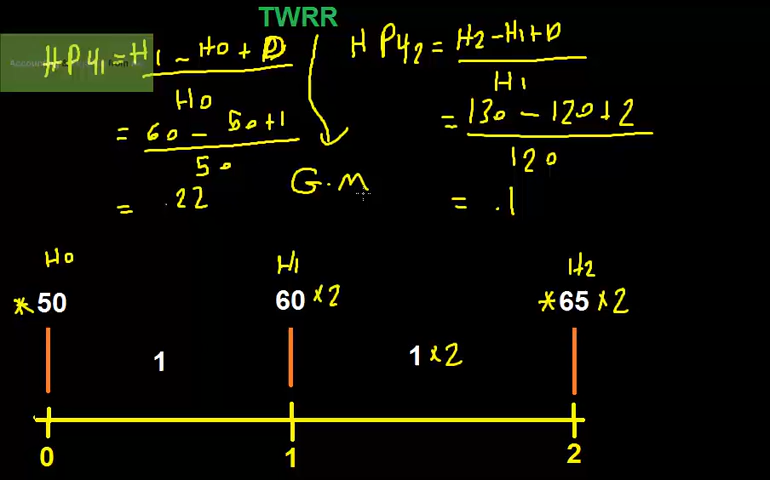 TWRR
HPY1 = H1 - H0 + D / H0
= 60 - 50+1 / 50
= .22
G.M
HPY2 = H2-H1+D / H1
= 130 - 120+2 / 120
= .1
H0
H1
H2
*50
60 ×2
*65 ×2
1
1 ×2
0
1
2